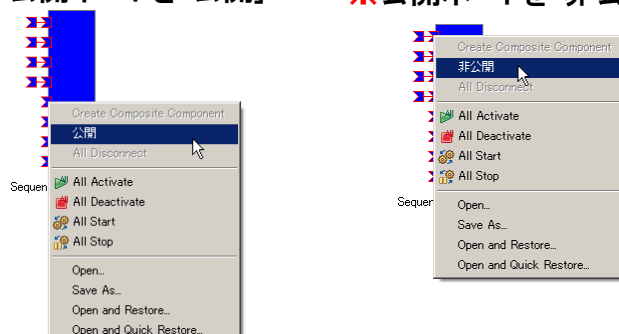 Create Composite Component
公開
All Disconnect
All Activate
All Deactivate
All Start
All Stop
Open...
Save As...
Open and Restore...
Open and Quick Restore...
Sequen
Create Composite Component
非公開
All Disconnect
All Activate
All Deactivate
All Start
All Stop
Open...
Save As...
Open and Restore...
Open and Quick Restore...
Sequer